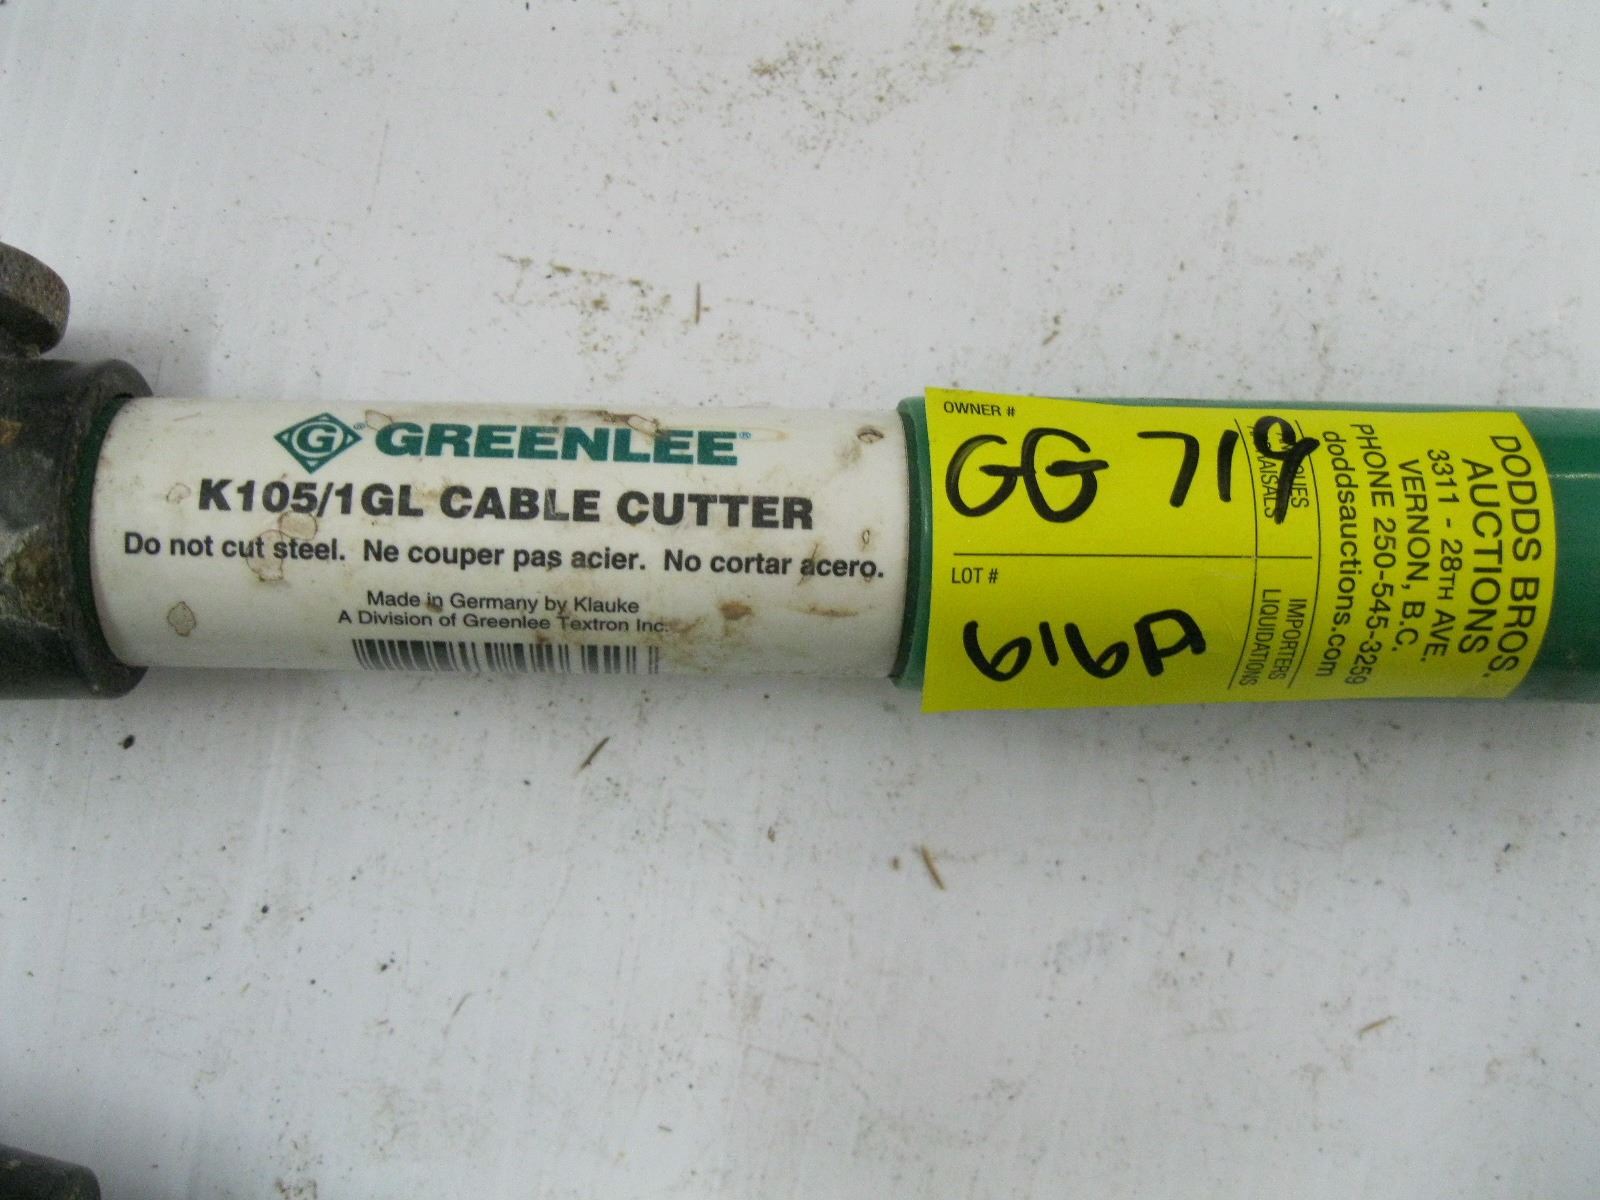 G® GREENLEE®
K105/1GL CABLE CUTTER
Do not cut steel. Ne couper pas acier. No cortar acero.
Made in Germany by Klauke
A Division of Greenlee Textron Inc.
OWNER #
GG 719
LOT #
616A
DODDS BROS.
AUCTIONS
3311 - 28TH AVE.
VERNON, B.C.
PHONE 250-545-3259
doddsauctions.com
IMPORTERS
LIQUIDATIONS